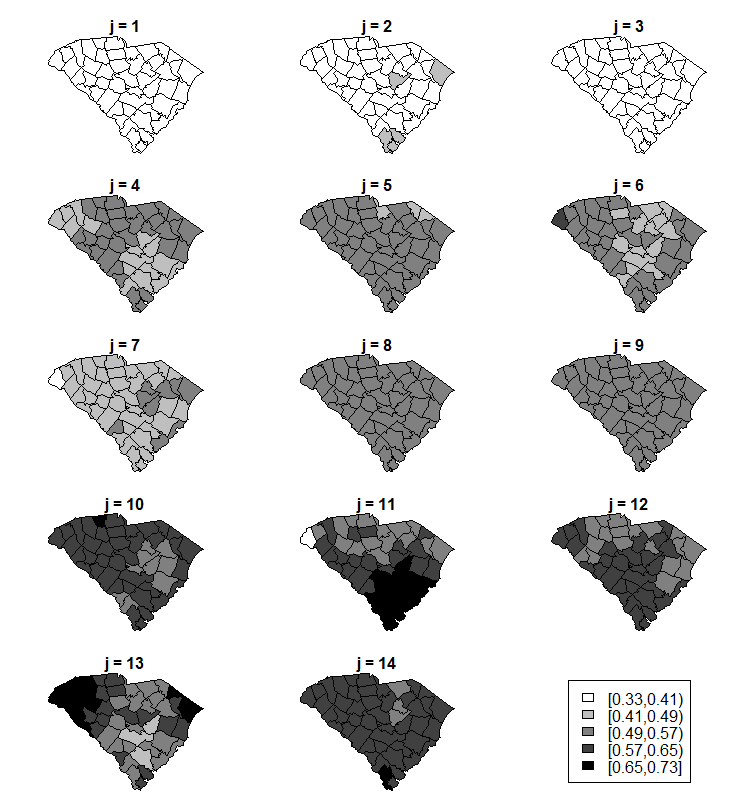 j = 1
j = 2
j = 3
j = 4
j = 5
j = 6
j = 7
j = 8
j = 9
j = 10
j = 11
j = 12
j = 13
j = 14
[0.33,0.41)
[0.41,0.49)
[0.49,0.57)
[0.57,0.65)
[0.65,0.73]